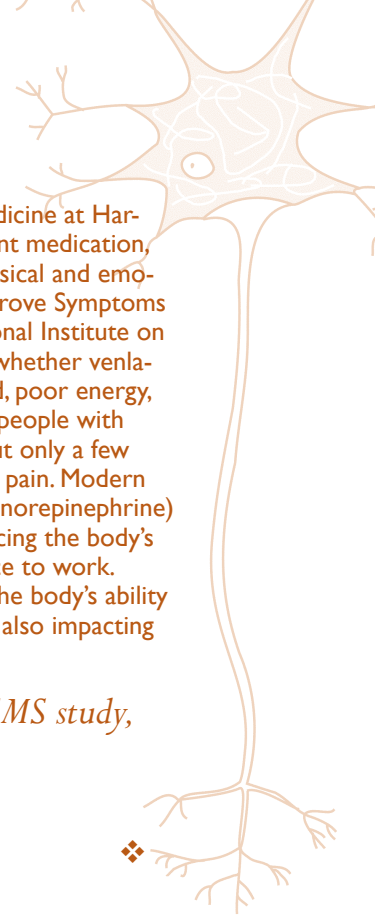 dicine at Har-
nt medication,
sical and emo-
rove Symptoms
onal Institute on
whether venla-
d, poor energy,
people with
ut only a few
pain. Modern
norepinephrine)
cing the body's
e to work.
he body's ability
also impacting
MS study,